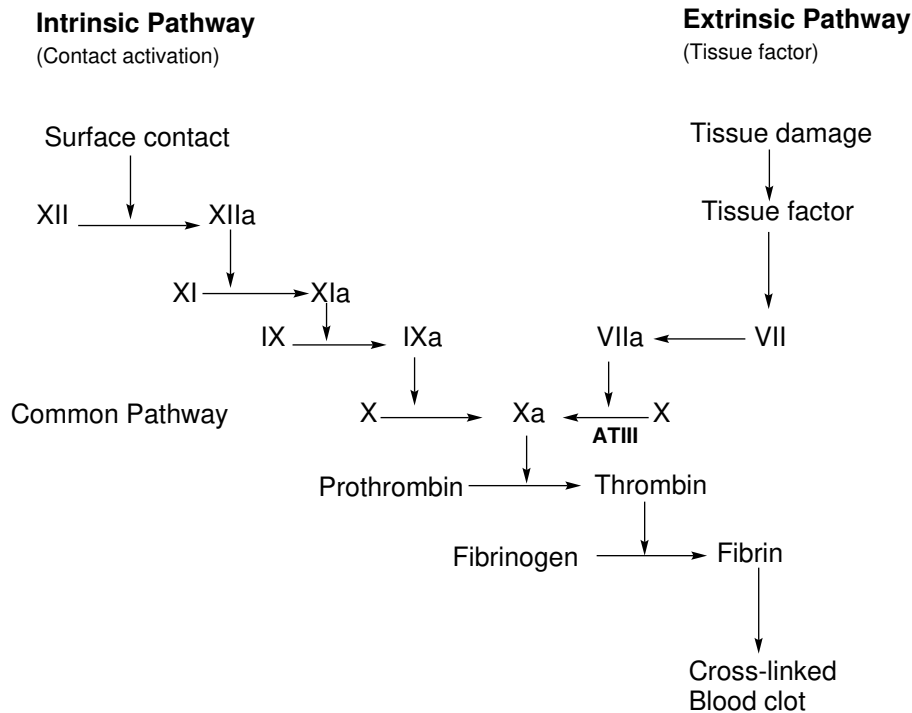 Intrinsic Pathway
(Contact activation)
Extrinsic Pathway
(Tissue factor)
Surface contact
Tissue damage
XII
XIIa
Tissue factor
XI
XIa
IX
IXa
VIIa
VII
Common Pathway
X
Xa
X
ATIII
Prothrombin
Thrombin
Fibrinogen
Fibrin
Cross-linked
Blood clot